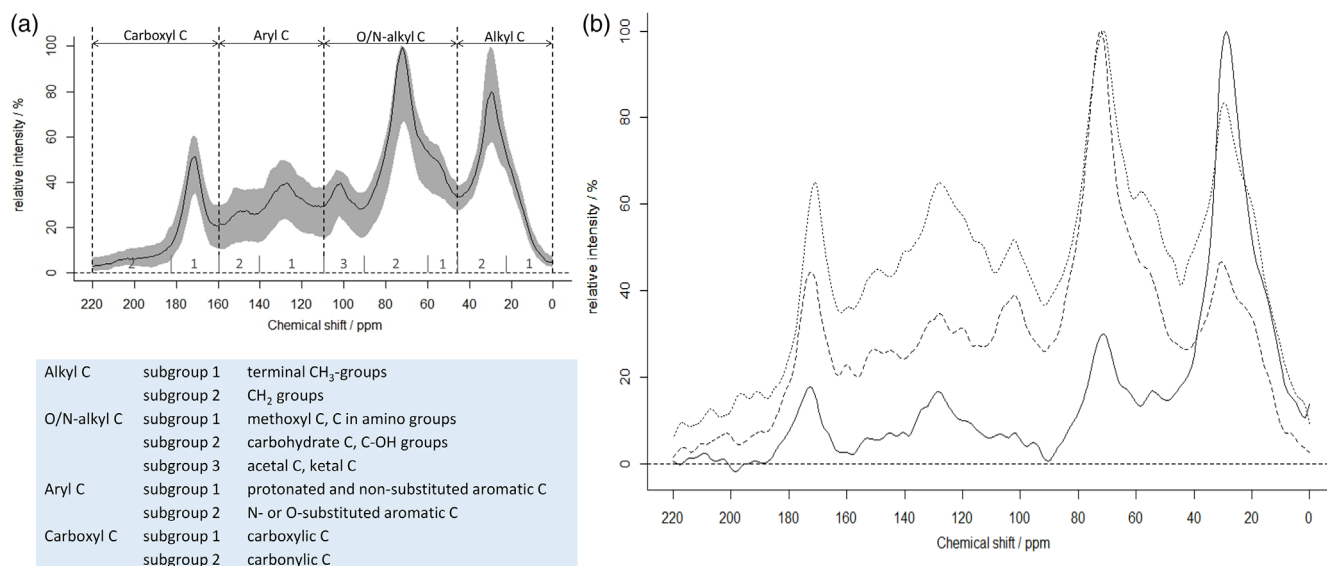 (a)
Carboxyl C Aryl C O/N-alkyl C Alkyl C
relative intensity / %
100
80
60
40
20
0
2 1 2 1 3 2 1 2 1
220 200 180 160 140 120 100 80 60 40 20 0
Chemical shift / ppm
Alkyl C subgroup 1 terminal CH3-groups
subgroup 2 CH2 groups
O/N-alkyl C subgroup 1 methoxyl C, C in amino groups
subgroup 2 carbohydrate C, C-OH groups
subgroup 3 acetal C, ketal C
Aryl C subgroup 1 protonated and non-substituted aromatic C
subgroup 2 N- or O-substituted aromatic C
Carboxyl C subgroup 1 carboxylic C
subgroup 2 carbonylic C
(b)
relative intensity / %
100
80
60
40
20
0
220 200 180 160 140 120 100 80 60 40 20 0
Chemical shift / ppm